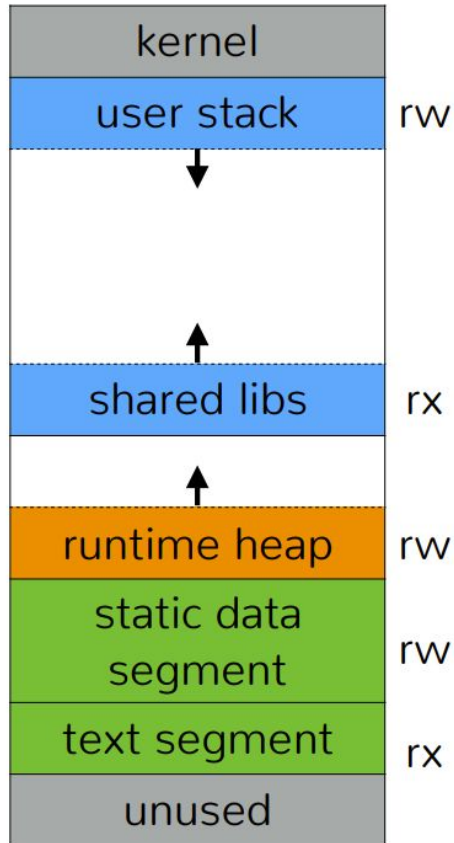 kernel
user stack rw
shared libs rx
runtime heap rw
static data
segment rw
text segment rx
unused